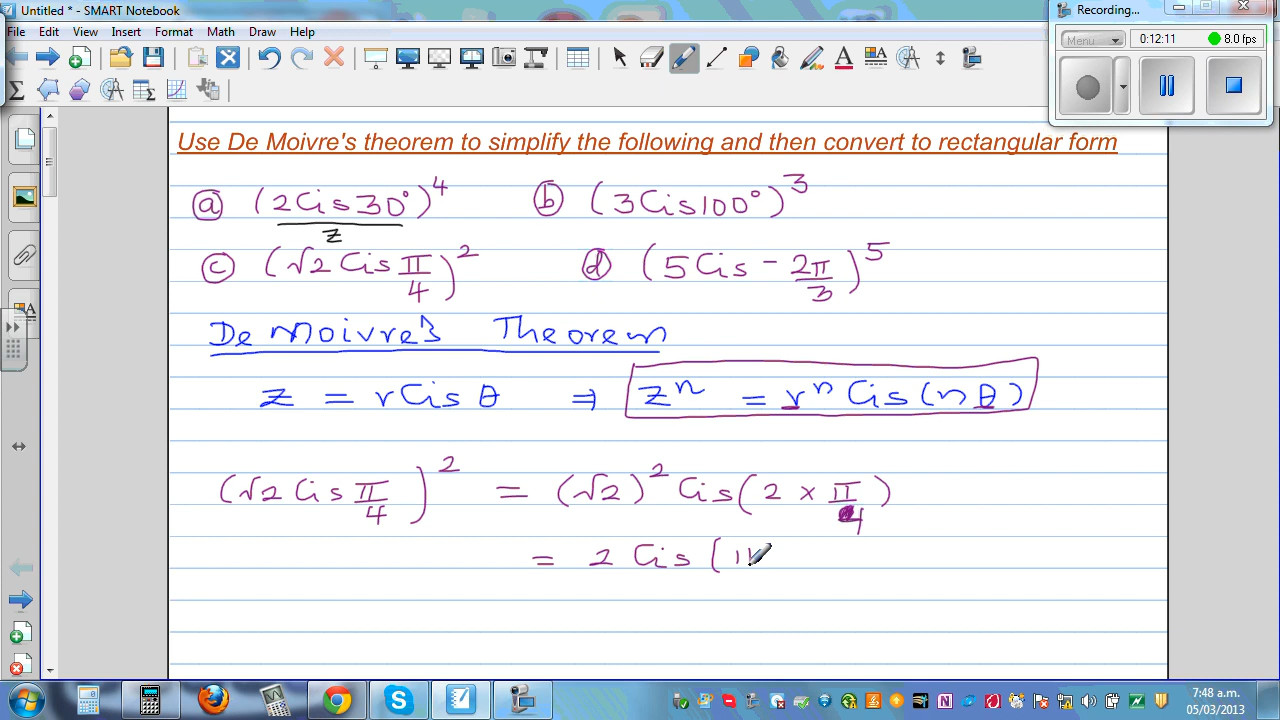 Untitled * - SMART Notebook
Recording...
File Edit View Insert Format Math Draw Help
Menu 0:12:11 8.0 fps
Use De Moivre's theorem to simplify the following and then convert to rectangular form
ⓐ (2Cis30°)⁴ ⓑ (3Cis100°)³
z
ⓒ (√2 Cis π/4)² ⓓ (5Cis -2π/3)⁵
De Moivre's Theorem
z = rCisθ ⇒ zⁿ = rⁿ Cis(nθ)
(√2 Cis π/4)² = (√2)² Cis(2 × π/4)
= 2 Cis (
7:48 a.m.
05/03/2013